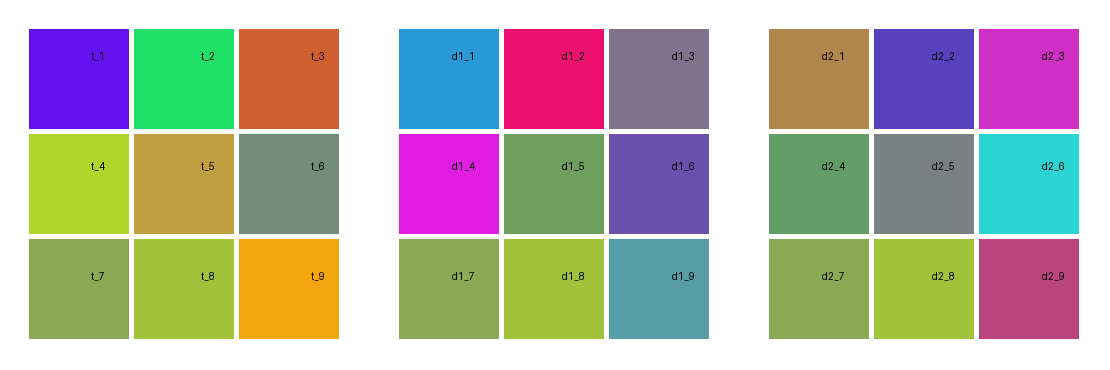 t_1 t_2 t_3 d1_1 d1_2 d1_3 d2_1 d2_2 d2_3
t_4 t_5 t_6 d1_4 d1_5 d1_6 d2_4 d2_5 d2_6
t_7 t_8 t_9 d1_7 d1_8 d1_9 d2_7 d2_8 d2_9